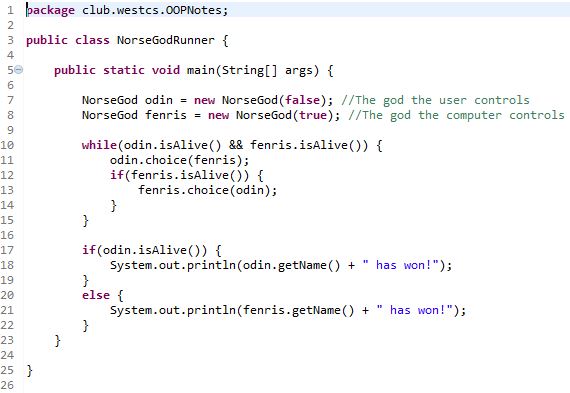 1 package club.westcs.OOPNotes;
2
3 public class NorseGodRunner {
4
5     public static void main(String[] args) {
6
7         NorseGod odin = new NorseGod(false); //The god the user controls
8         NorseGod fenris = new NorseGod(true); //The god the computer controls
9
10         while(odin.isAlive() && fenris.isAlive()) {
11             odin.choice(fenris);
12             if(fenris.isAlive()) {
13                 fenris.choice(odin);
14             }
15         }
16
17         if(odin.isAlive()) {
18             System.out.println(odin.getName() + " has won!");
19         }
20         else {
21             System.out.println(fenris.getName() + " has won!");
22         }
23     }
24
25 }
26